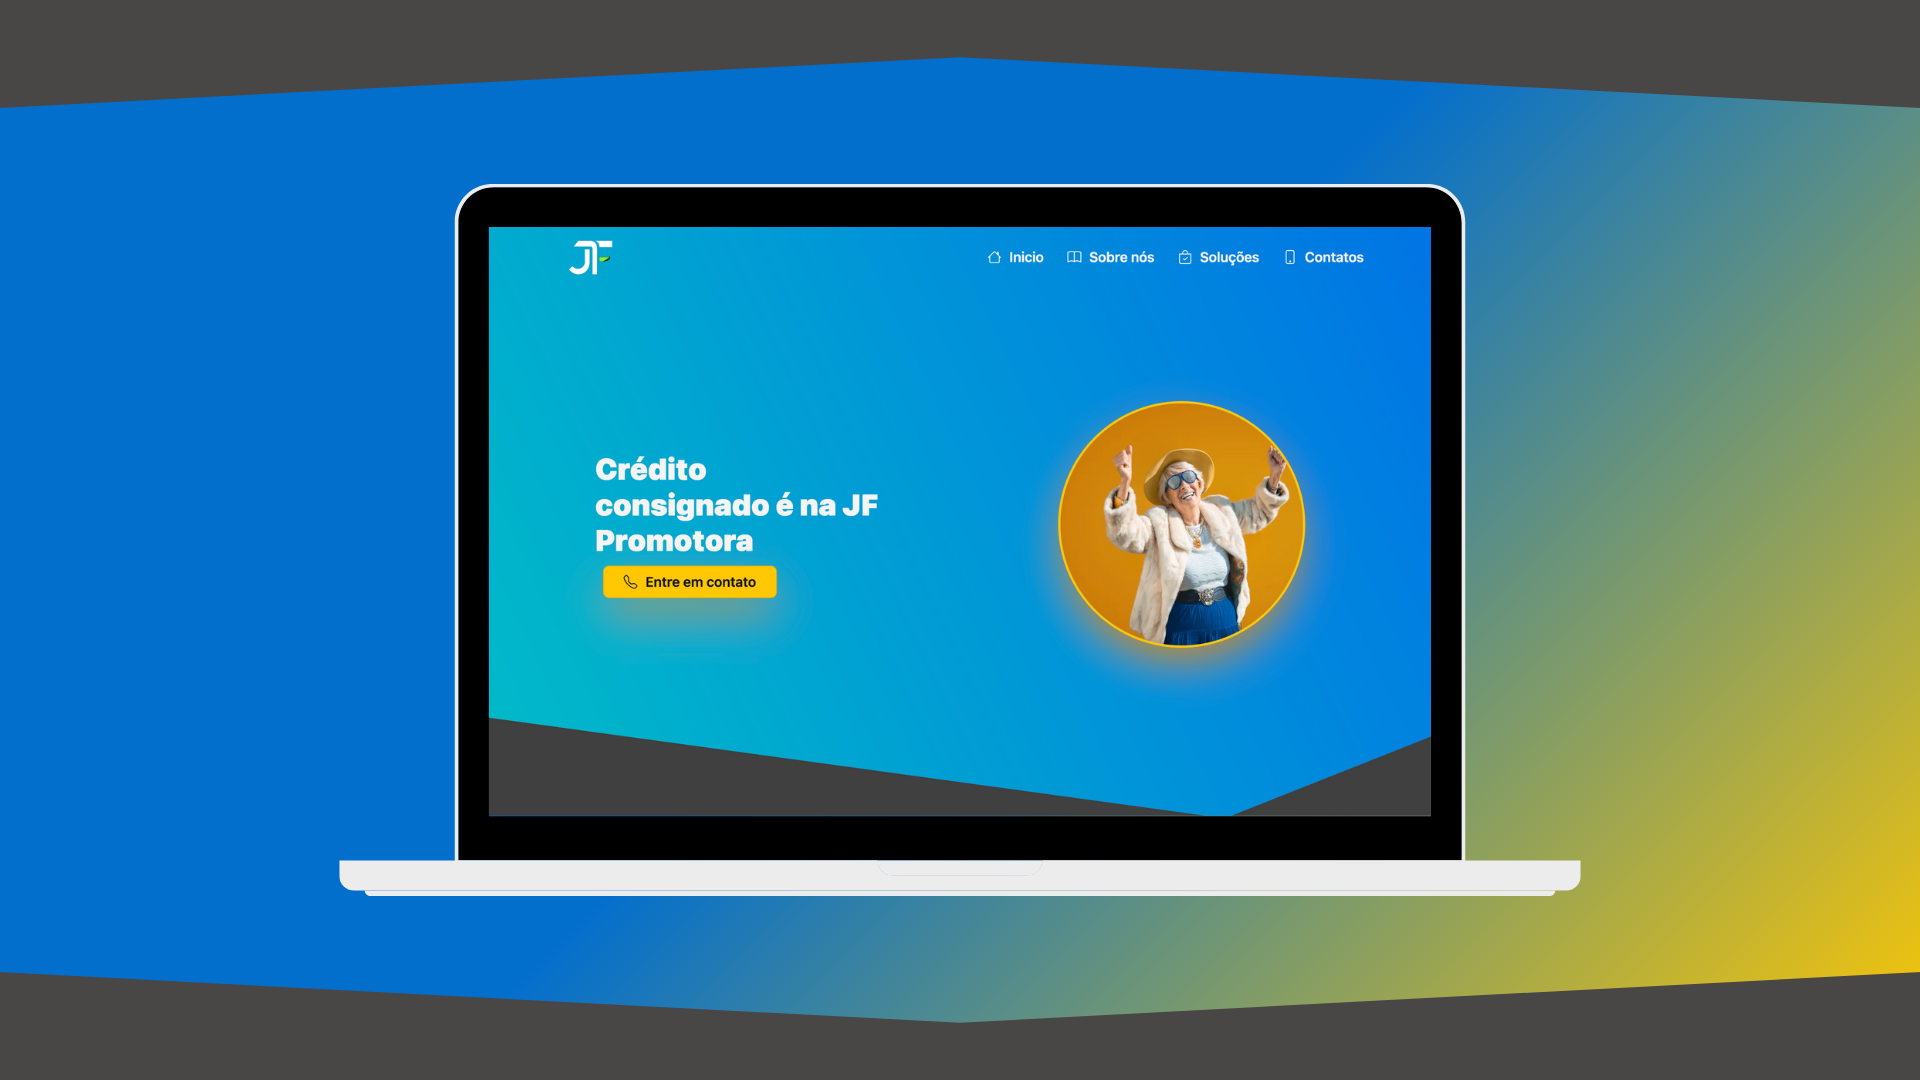 JF
Inicio
Sobre nós
Soluções
Contatos
Crédito
consignado é na JF
Promotora
Entre em contato